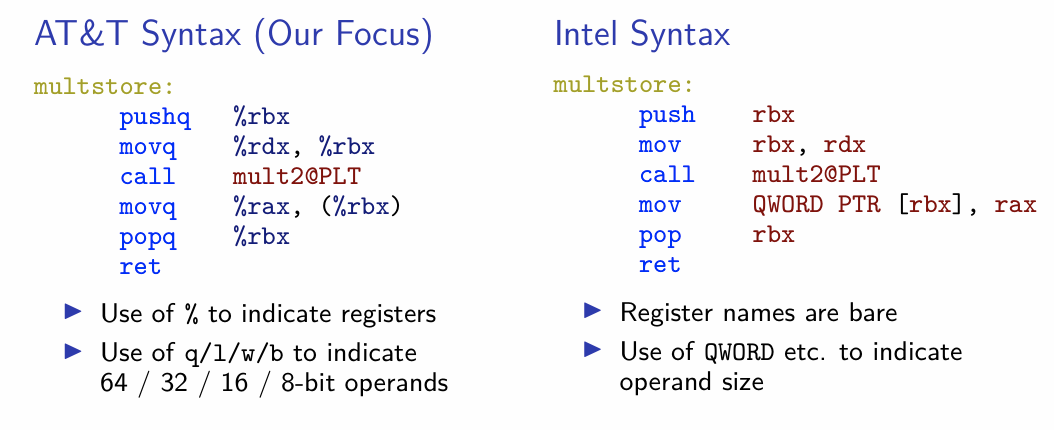 AT&T Syntax (Our Focus)
multstore:
pushq %rbx
movq %rdx, %rbx
call mult2@PLT
movq %rax, (%rbx)
popq %rbx
ret
Use of % to indicate registers
Use of q/l/w/b to indicate
64 / 32 / 16 / 8-bit operands
Intel Syntax
multstore:
push rbx
mov rbx, rdx
call mult2@PLT
mov QWORD PTR [rbx], rax
pop rbx
ret
Register names are bare
Use of QWORD etc. to indicate
operand size